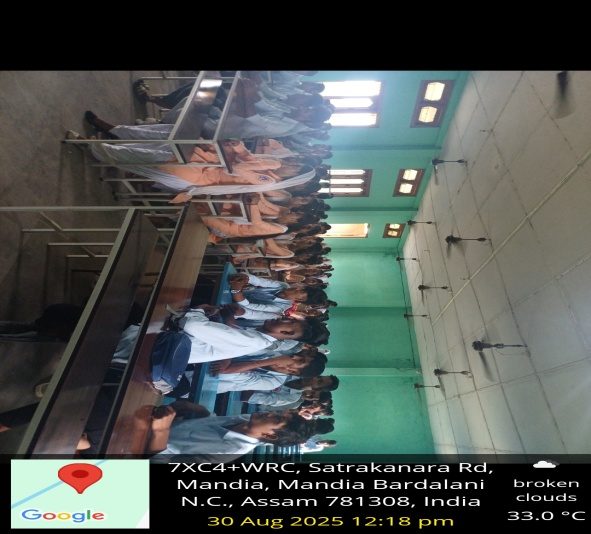 7XC4+WRC, Satrakanara Rd,
Mandia, Mandia Bardalani
N.C., Assam 781308, India
30 Aug 2025 12:18 pm
broken
clouds
33.0 °C
Google